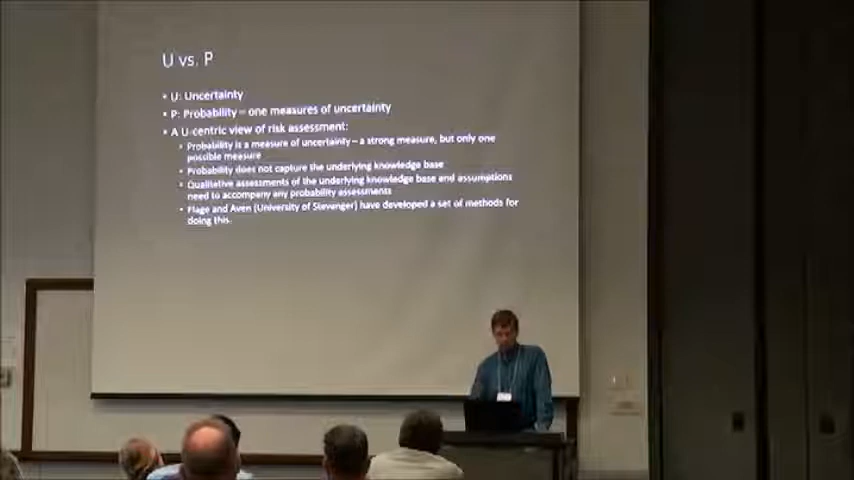 U vs. P
• U: Uncertainty
• P: Probability – one measures of uncertainty
• A U-centric view of risk assessment:
• Probability is a measure of uncertainty – a strong measure, but only one
possible measure
• Probability does not capture the underlying knowledge base
• Qualitative assessments of the underlying knowledge base and assumptions
need to accompany any probability assessments
• Flage and Aven (University of Stavenger) have developed a set of methods for
doing this.